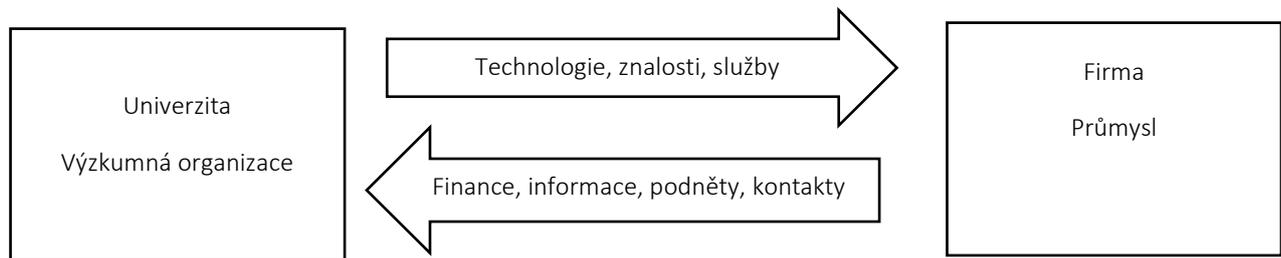 Univerzita
Výzkumná organizace
Technologie, znalosti, služby
Finance, informace, podněty, kontakty
Firma
Průmysl